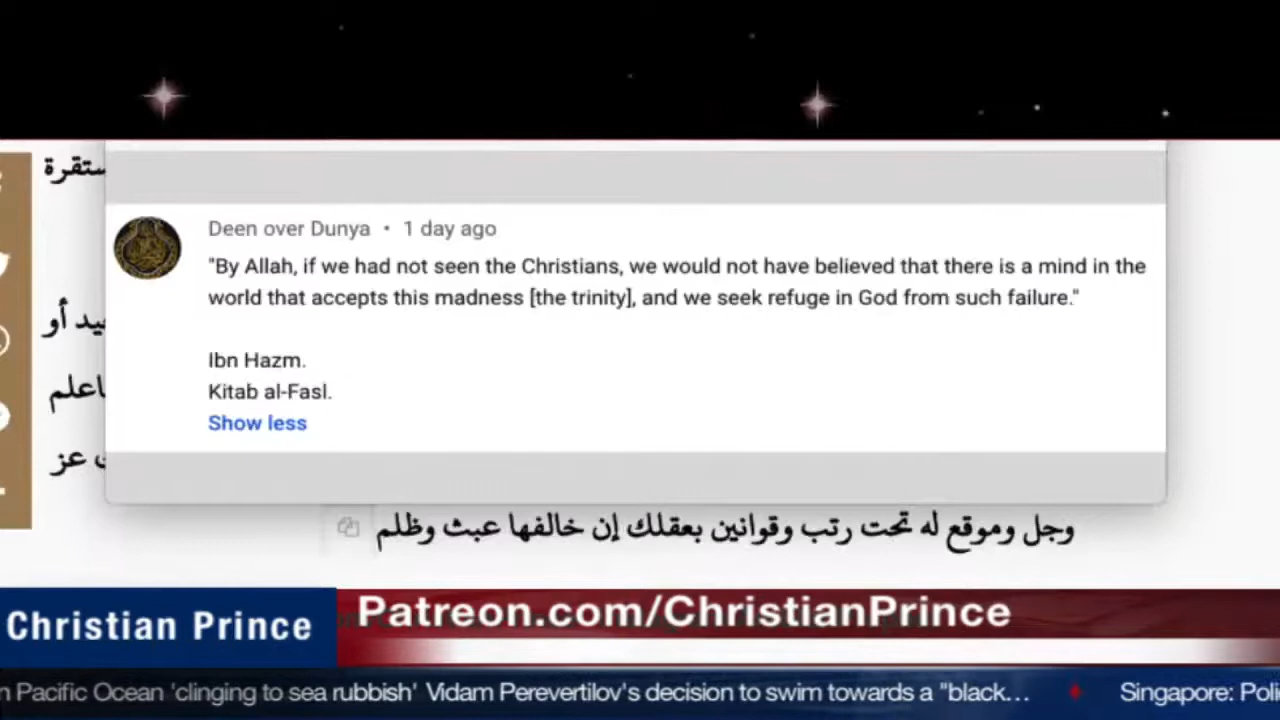 ستقرة
Deen over Dunya • 1 day ago
"By Allah, if we had not seen the Christians, we would not have believed that there is a mind in the
world that accepts this madness [the trinity], and we seek refuge in God from such failure."
يد أو
Ibn Hazm.
Kitab al-Fasl.
اعلم
Show less
عز
وجل وموقع له تحت رتب وقوانين بعقلك إن خالفها عبث وظلم
Christian Prince
Patreon.com/ChristianPrince
n Pacific Ocean 'clinging to sea rubbish' Vidam Perevertilov's decision to swim towards a "black... ♦ Singapore: Poli